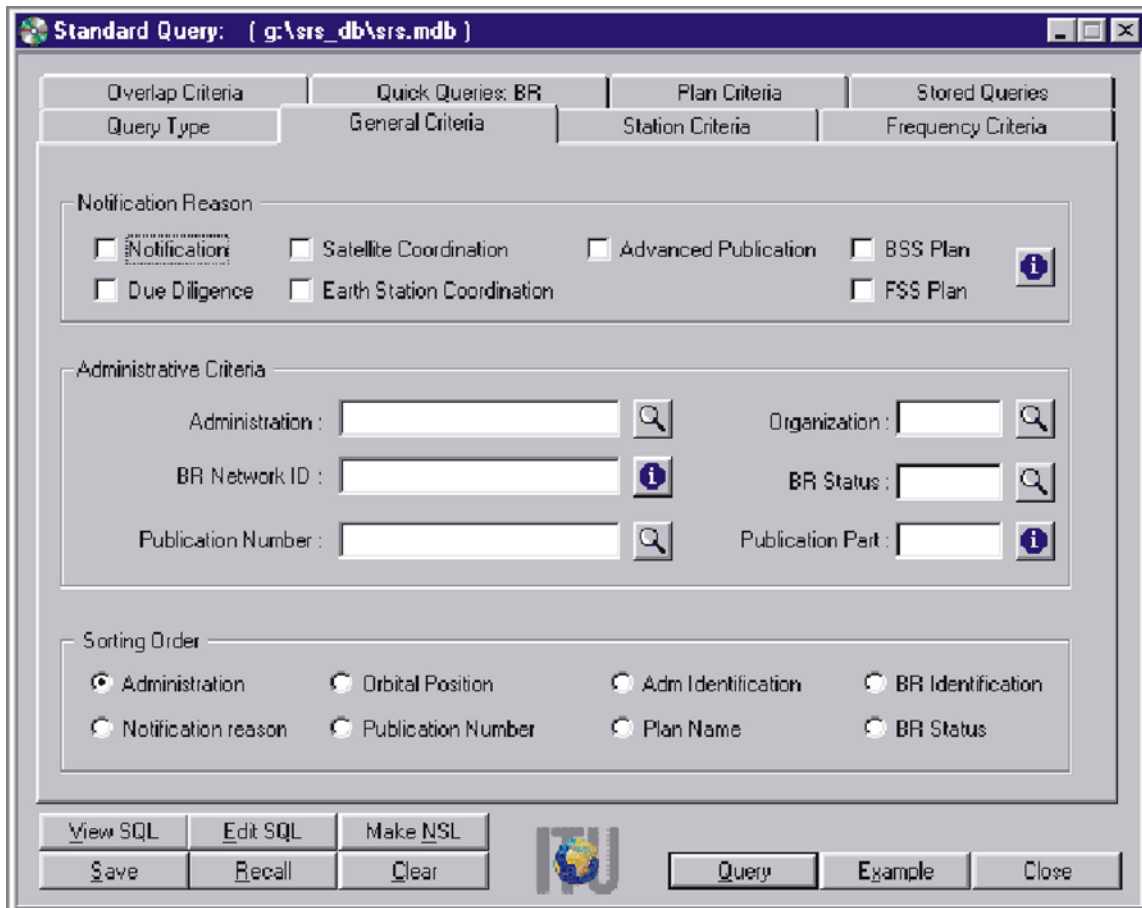 Standard Query: ( g:\srs_db\srs.mdb )
Overlap Criteria Quick Queries: BR Plan Criteria Stored Queries
Query Type General Criteria Station Criteria Frequency Criteria
Notification Reason
Notification Satellite Coordination Advanced Publication BSS Plan
Due Diligence Earth Station Coordination FSS Plan
Administrative Criteria
Administration : Organization :
BR Network ID : BR Status :
Publication Number : Publication Part :
Sorting Order
Administration Orbital Position Adm Identification BR Identification
Notification reason Publication Number Plan Name BR Status
View SQL Edit SQL Make NSL
Save Recall Clear ITU Query Example Close